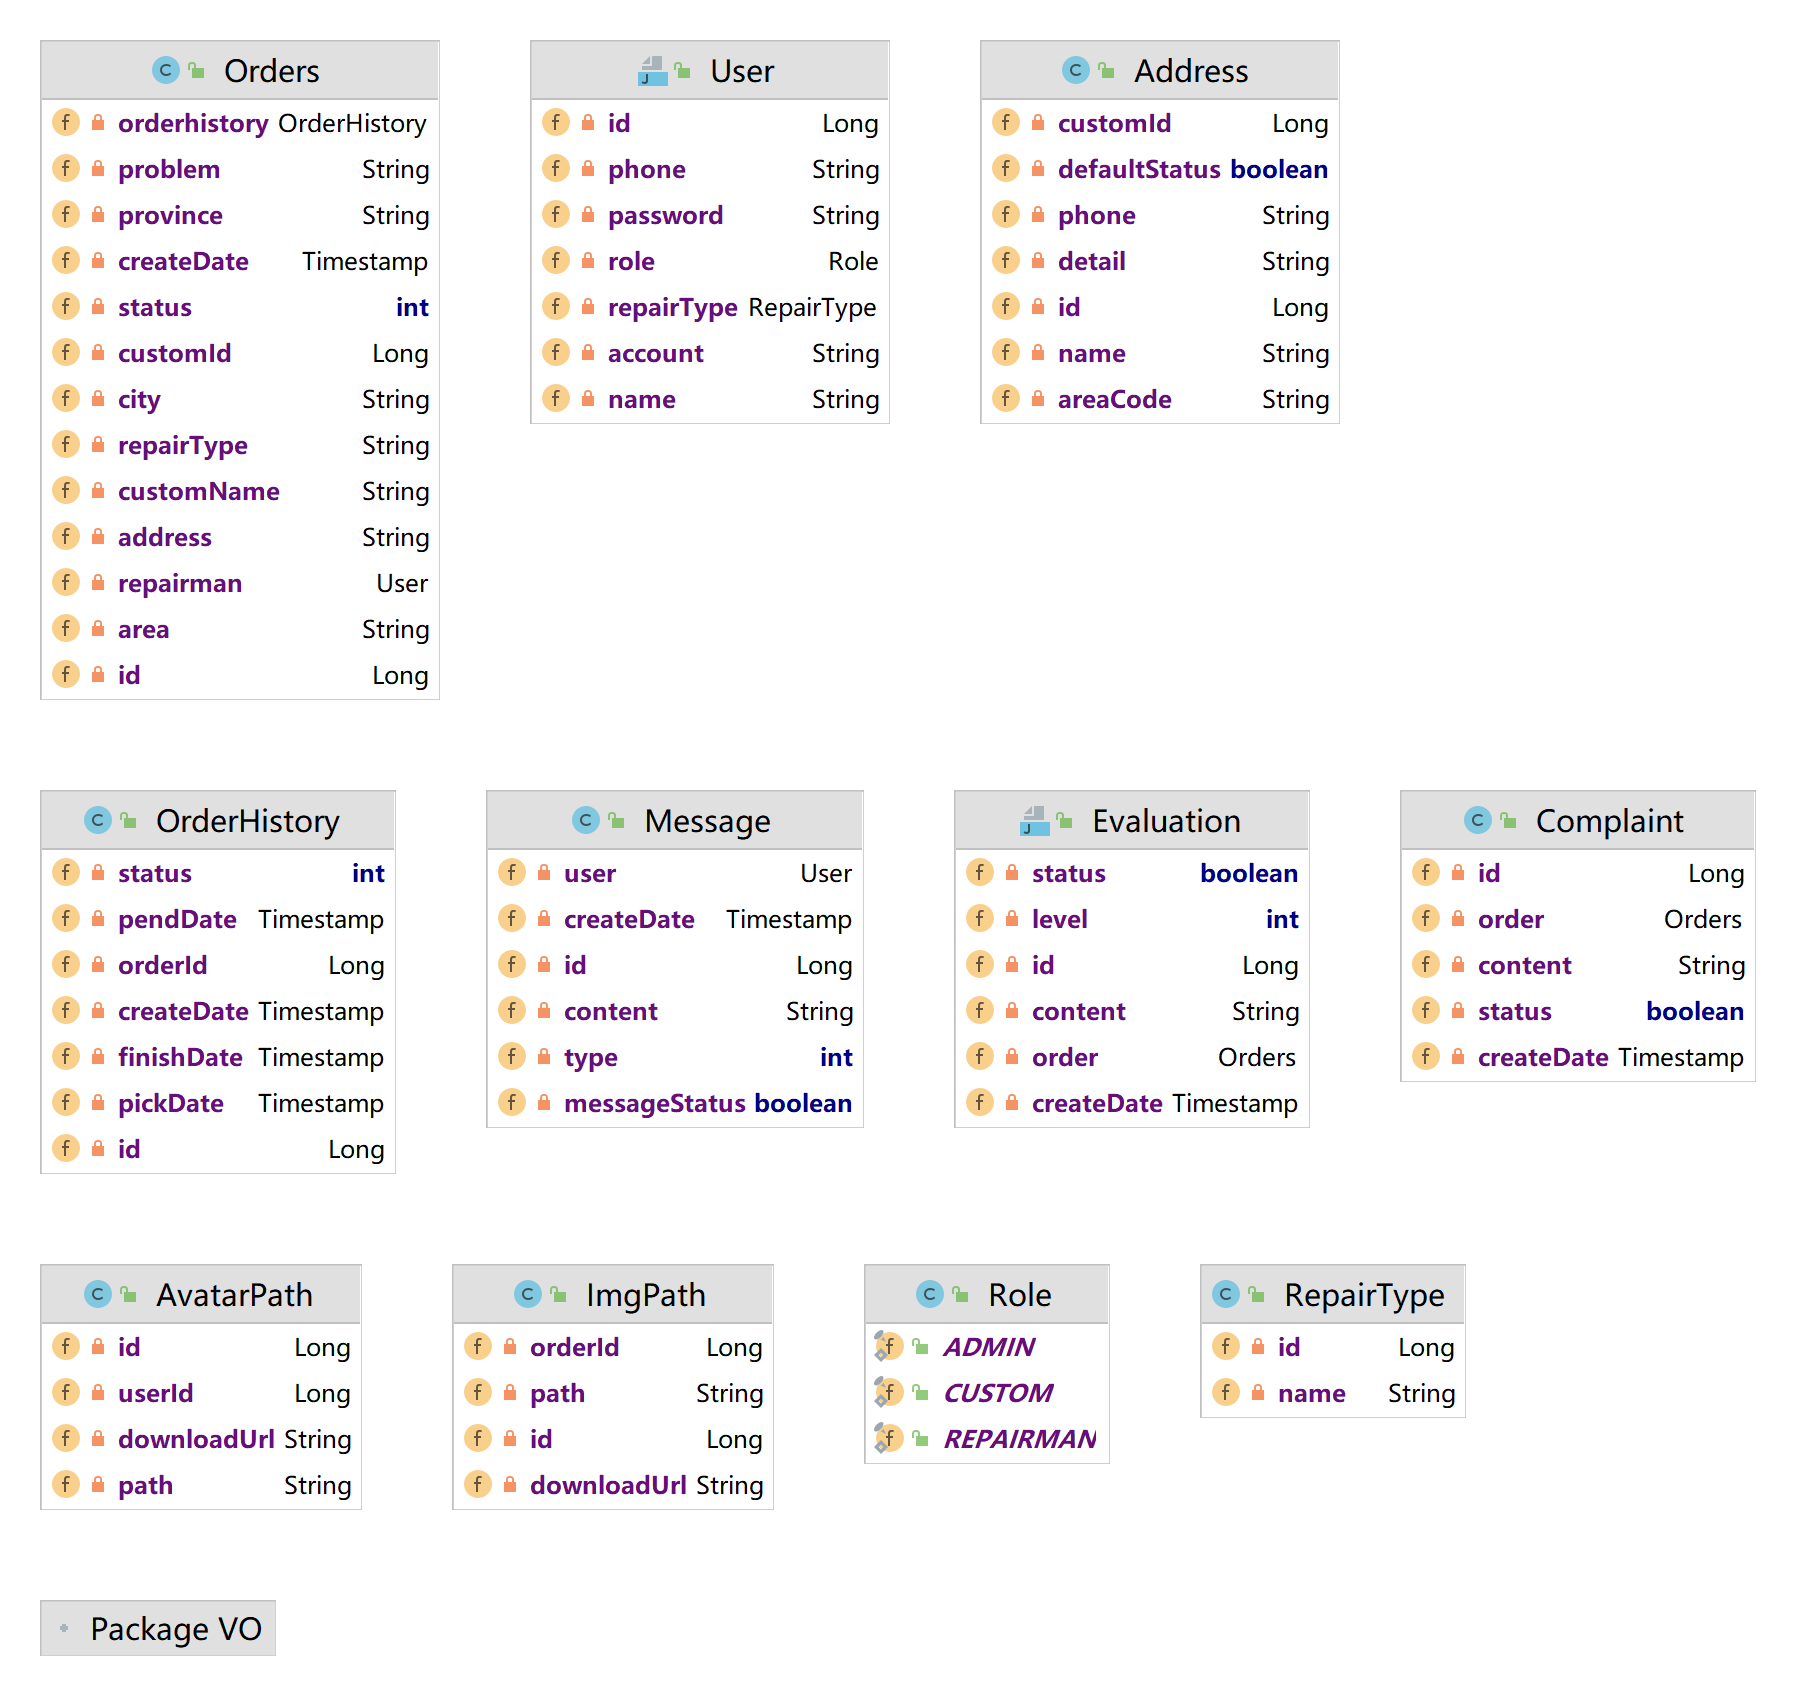 Orders
orderhistory OrderHistory
problem String
province String
createDate Timestamp
status int
customId Long
city String
repairType String
customName String
address String
repairman User
area String
id Long
User
id Long
phone String
password String
role Role
repairType RepairType
account String
name String
Address
customId Long
defaultStatus boolean
phone String
detail String
id Long
name String
areaCode String
OrderHistory
status int
pendDate Timestamp
orderId Long
createDate Timestamp
finishDate Timestamp
pickDate Timestamp
id Long
Message
user User
createDate Timestamp
id Long
content String
type int
messageStatus boolean
Evaluation
status boolean
level int
id Long
content String
order Orders
createDate Timestamp
Complaint
id Long
order Orders
content String
status boolean
createDate Timestamp
AvatarPath
id Long
userId Long
downloadUrl String
path String
ImgPath
orderId Long
path String
id Long
downloadUrl String
Role
ADMIN
CUSTOM
REPAIRMAN
RepairType
id Long
name String
Package VO